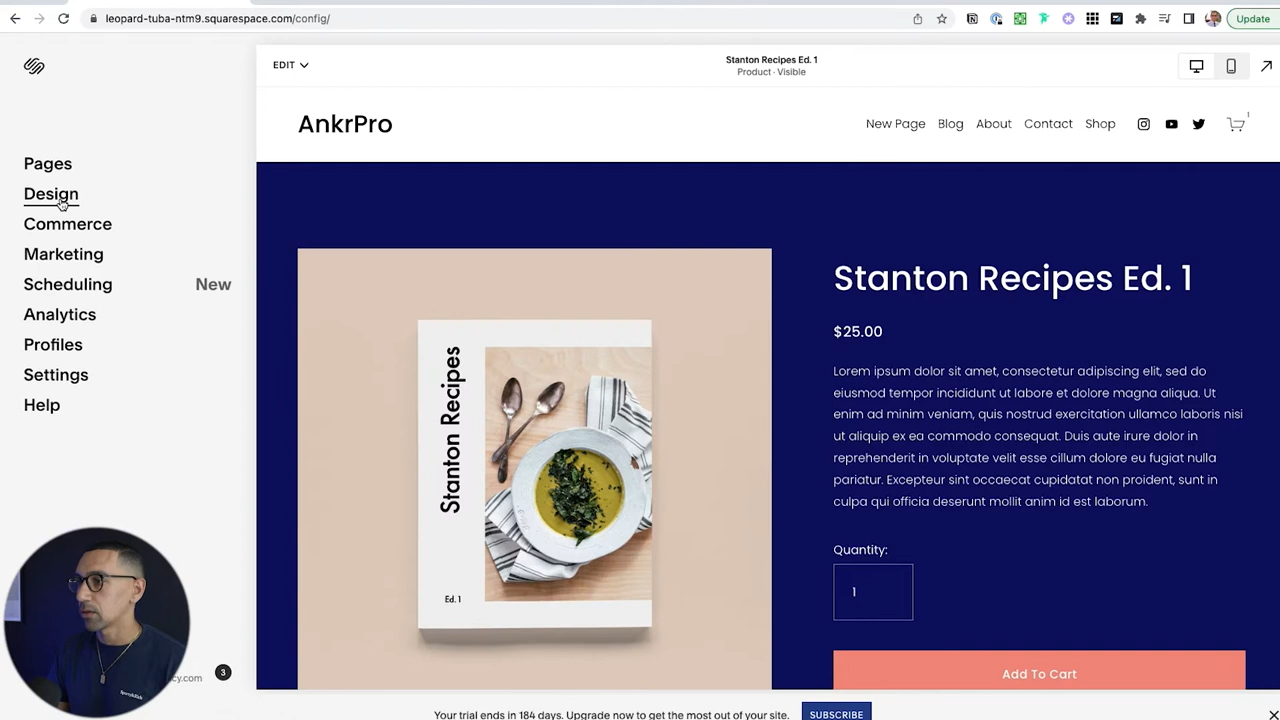 leopard-tuba-ntm9.squarespace.com/config/
Update
EDIT
Stanton Recipes Ed. 1
Product · Visible
AnkrPro
New Page Blog About Contact Shop
1
Pages
Design
Commerce
Marketing
Scheduling New
Analytics
Profiles
Settings
Help
Stanton Recipes
Ed. 1
Stanton Recipes Ed. 1
$25.00
Lorem ipsum dolor sit amet, consectetur adipiscing elit, sed do
eiusmod tempor incididunt ut labore et dolore magna aliqua. Ut
enim ad minim veniam, quis nostrud exercitation ullamco laboris nisi
ut aliquip ex ea commodo consequat. Duis aute irure dolor in
reprehenderit in voluptate velit esse cillum dolore eu fugiat nulla
pariatur. Excepteur sint occaecat cupidatat non proident, sunt in
culpa qui officia deserunt mollit anim id est laborum.
Quantity:
1
Add To Cart
cy.com
3
Your trial ends in 184 days. Upgrade now to get the most out of your site.
SUBSCRIBE